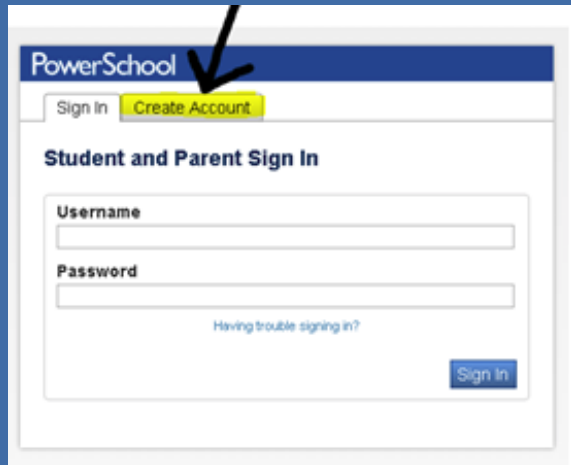 PowerSchool
Sign In Create Account
Student and Parent Sign In
Username
Password
Having trouble signing in?
Sign In